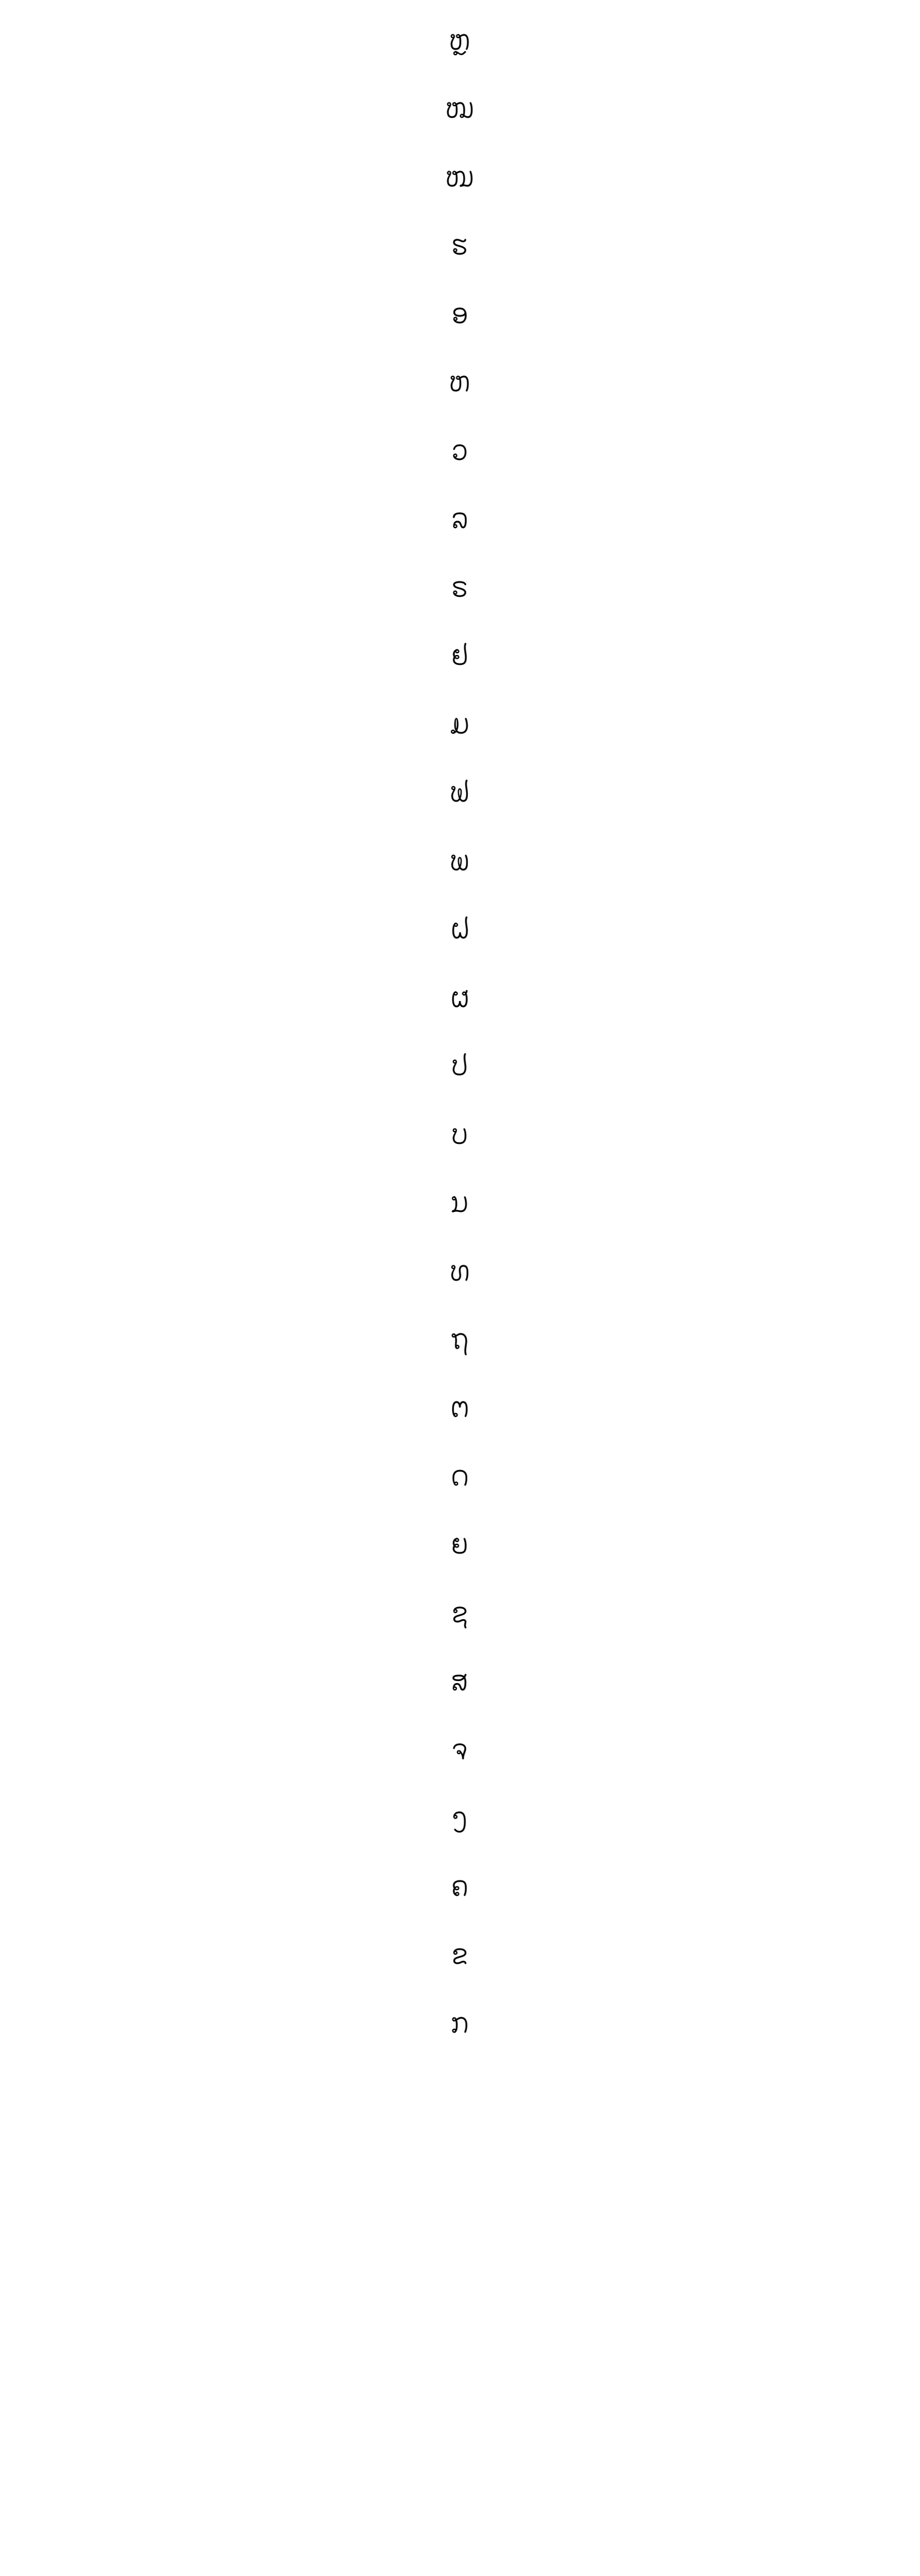 ຫຼ
ໝ
ໜ
ຮ
ອ
ຫ
ວ
ລ
ຣ
ຢ
ມ
ຟ
ພ
ຝ
ຜ
ປ
ບ
ນ
ທ
ຖ
ຕ
ດ
ຍ
ຊ
ສ
ຈ
ງ
ຄ
ຂ
ກ